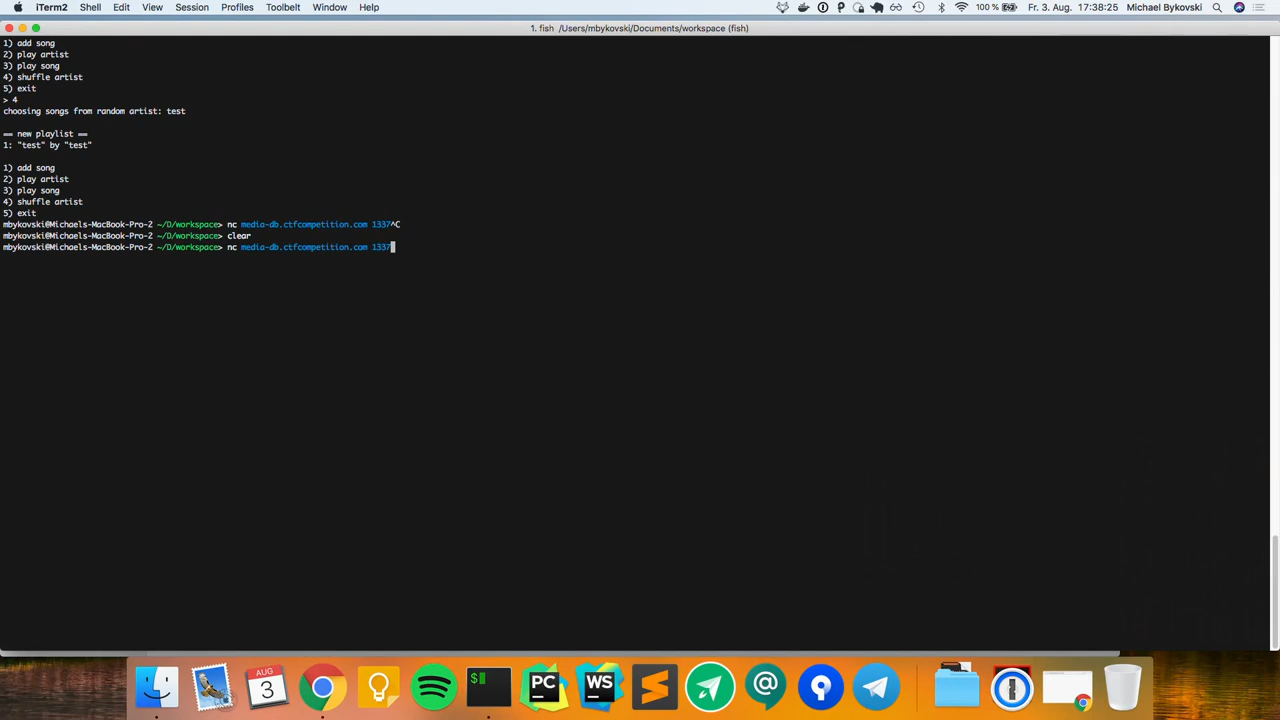 iTerm2 Shell Edit View Session Profiles Toolbelt Window Help 100 % Fr. 3. Aug. 17:38:25 Michael Bykovski
1. fish /Users/mbykovski/Documents/workspace (fish)
1) add song
2) play artist
3) play song
4) shuffle artist
5) exit
> 4
choosing songs from random artist: test
== new playlist ==
1: "test" by "test"
1) add song
2) play artist
3) play song
4) shuffle artist
5) exit
mbykovski@Michaels-MacBook-Pro-2 ~/D/workspace> nc media-db.ctfcompetition.com 1337^C
mbykovski@Michaels-MacBook-Pro-2 ~/D/workspace> clear
mbykovski@Michaels-MacBook-Pro-2 ~/D/workspace> nc media-db.ctfcompetition.com 1337
AUG
3
$
PC
WS
@